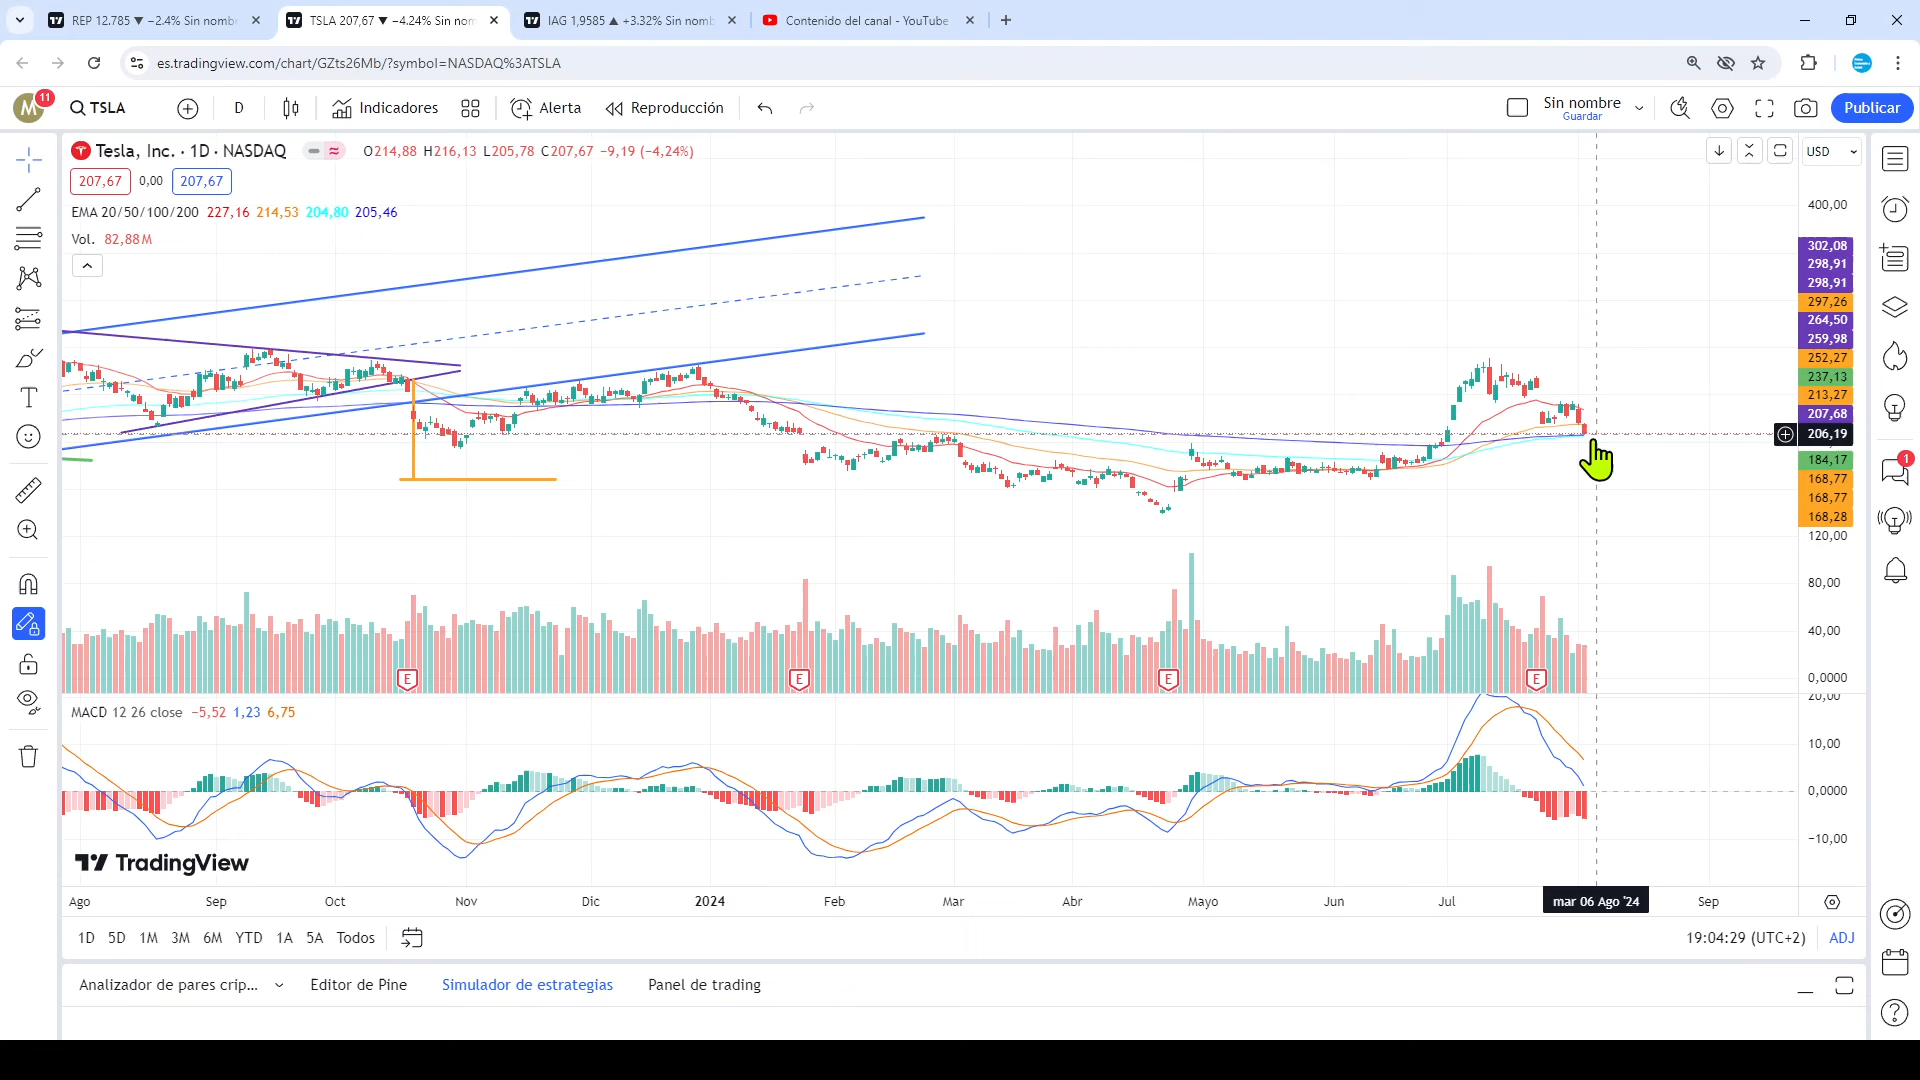 REP 12.785 ▼ −2.4% Sin nomb
TSLA 207,67 ▼ −4.24% Sin nom
IAG 1,9585 ▲ +3.32% Sin nomb
Contenido del canal - YouTube
es.tradingview.com/chart/GZts26Mb/?symbol=NASDAQ%3ATSLA
M
11
TSLA
D
Indicadores
Alerta
Reproducción
Sin nombre
Guardar
Publicar
Tesla, Inc. · 1D · NASDAQ
O214,88 H216,13 L205,78 C207,67 −9,19 (−4,24%)
207,67 0,00 207,67
EMA 20/50/100/200 227,16 214,53 204,80 205,46
Vol. 82,88M
USD
400,00
302,08
298,91
298,91
297,26
264,50
259,98
252,27
237,13
213,27
207,68
206,19
184,17
168,77
168,77
168,28
120,00
80,00
40,00
0,0000
E
E
E
E
1
MACD 12 26 close −5,52 1,23 6,75
20,00
10,00
0,0000
−10,00
TradingView
Ago Sep Oct Nov Dic 2024 Feb Mar Abr Mayo Jun Jul mar 06 Ago '24 Sep
1D 5D 1M 3M 6M YTD 1A 5A Todos
19:04:29 (UTC+2) ADJ
Analizador de pares crip...
Editor de Pine
Simulador de estrategias
Panel de trading